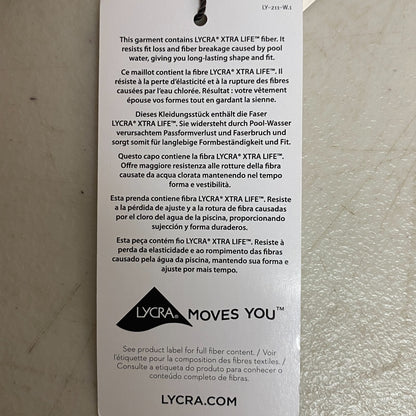 LY-211-W.1
This garment contains LYCRA® XTRA LIFE™ fiber. It
resists fit loss and fiber breakage caused by pool
water, giving you long-lasting shape and fit.
Ce maillot contient la fibre LYCRA® XTRA LIFE™. Il
résiste à la perte d'élasticité et à la rupture des fibres
causées par l'eau chlorée. Résultat : votre vêtement
épouse vos formes tout en gardant la sienne.
Dieses Kleidungsstück enthält die Faser
LYCRA® XTRA LIFE™. Sie widersteht durch Pool-Wasser
verursachtem Passformverlust und Faserbruch und
sorgt somit für langlebige Formbeständigkeit und Fit.
Questo capo contiene la fibra LYCRA® XTRA LIFE™.
Offre maggiore resistenza alle rotture della fibra
causate da acqua clorata mantenendo nel tempo
forma e vestibilità.
Esta prenda contiene fibra LYCRA® XTRA LIFE™. Resiste
a la pérdida de ajuste y a la rotura de fibra causadas
por el cloro del agua de la piscina, proporcionando
sujección y forma duraderos.
Esta peça contém fio LYCRA® XTRA LIFE™. Resiste à
perda da elasticidade e ao rompimento das fibras
causado pela água da piscina, mantendo sua forma e
ajuste por mais tempo.
LYCRA® MOVES YOU™
See product label for full fiber content. / Voir
l'étiquette pour la composition des fibres textiles. /
Consulte a etiqueta do produto para conhecer o
conteúdo completo de fibras.
LYCRA.COM